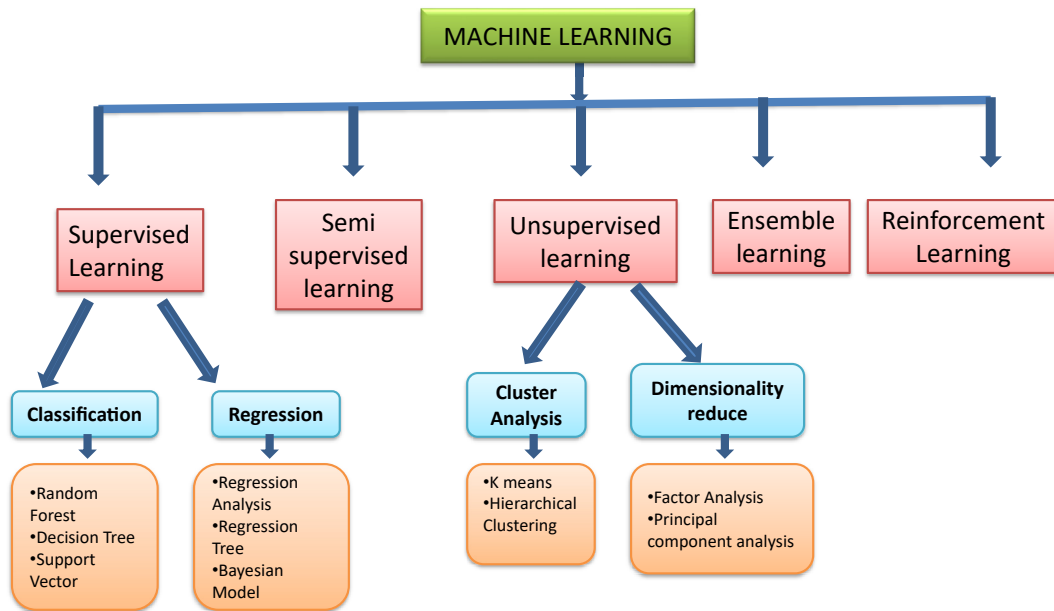 MACHINE LEARNING
Supervised
Learning
Semi
supervised
learning
Unsupervised
learning
Ensemble
learning
Reinforcement
Learning
Classification
Regression
Cluster
Analysis
Dimensionality
reduce
•Random
Forest
•Decision Tree
•Support
Vector
•Regression
Analysis
•Regression
Tree
•Bayesian
Model
•K means
•Hierarchical
Clustering
•Factor Analysis
•Principal
component analysis